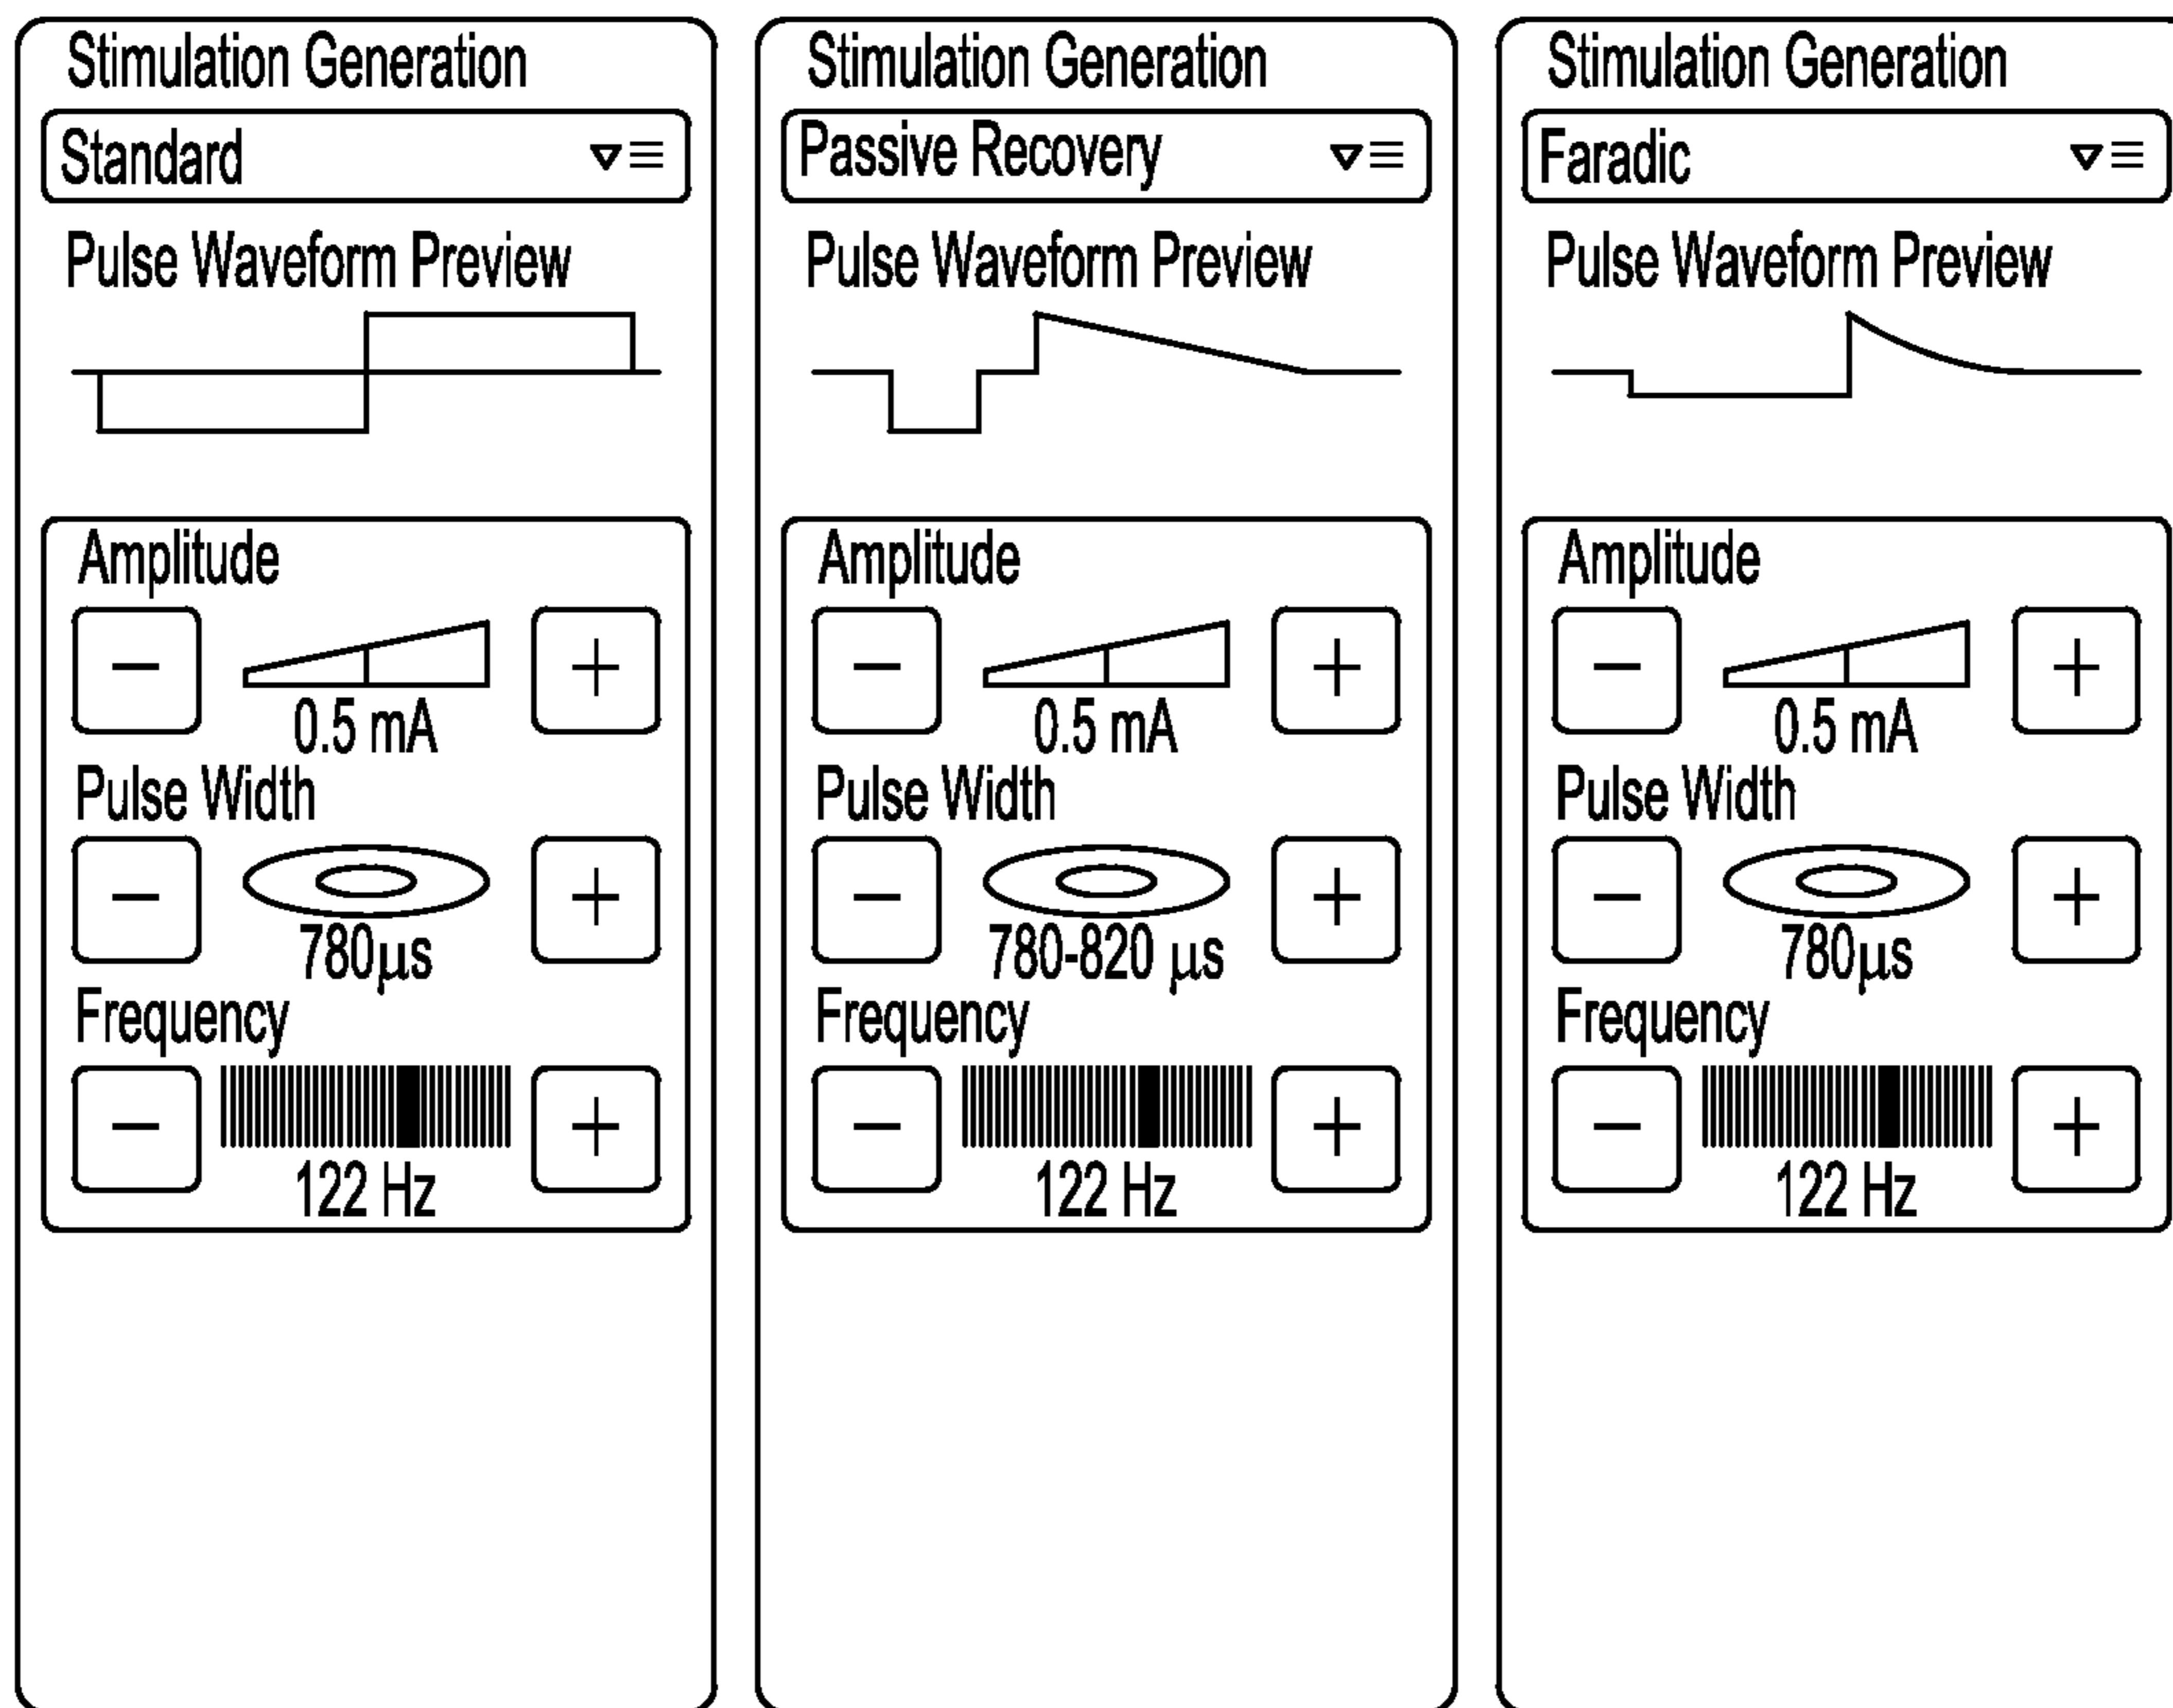 Stimulation Generation
Standard
Pulse Waveform Preview
Amplitude
0.5 mA
Pulse Width
780μs
Frequency
122 Hz
Stimulation Generation
Passive Recovery
Pulse Waveform Preview
Amplitude
0.5 mA
Pulse Width
780-820 μs
Frequency
122 Hz
Stimulation Generation
Faradic
Pulse Waveform Preview
Amplitude
0.5 mA
Pulse Width
780μs
Frequency
122 Hz